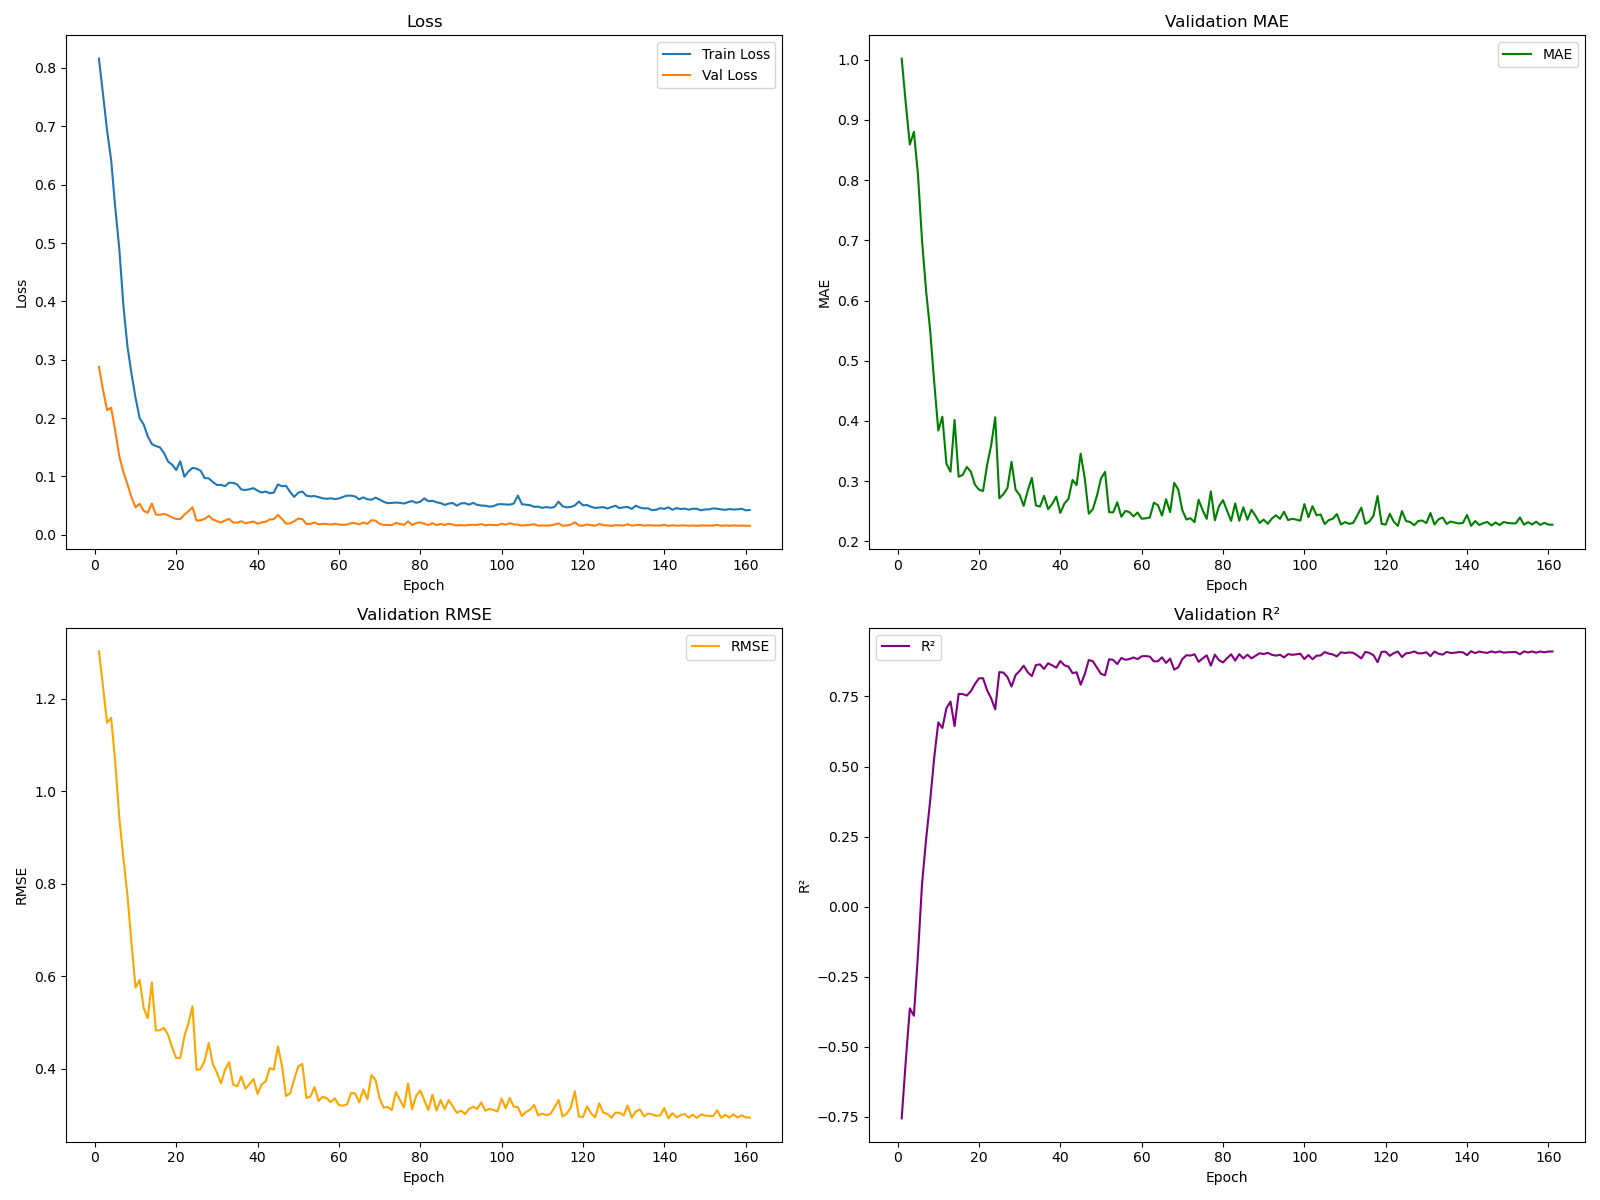 Loss
Train Loss
Val Loss
0.8
0.7
0.6
0.5
0.4
0.3
0.2
0.1
0.0
Loss
0 20 40 60 80 100 120 140 160
Epoch
Validation MAE
MAE
1.0
0.9
0.8
0.7
0.6
0.5
0.4
0.3
0.2
MAE
0 20 40 60 80 100 120 140 160
Epoch
Validation RMSE
RMSE
1.2
1.0
0.8
0.6
0.4
RMSE
0 20 40 60 80 100 120 140 160
Epoch
Validation R²
R²
0.75
0.50
0.25
0.00
−0.25
−0.50
−0.75
R²
0 20 40 60 80 100 120 140 160
Epoch